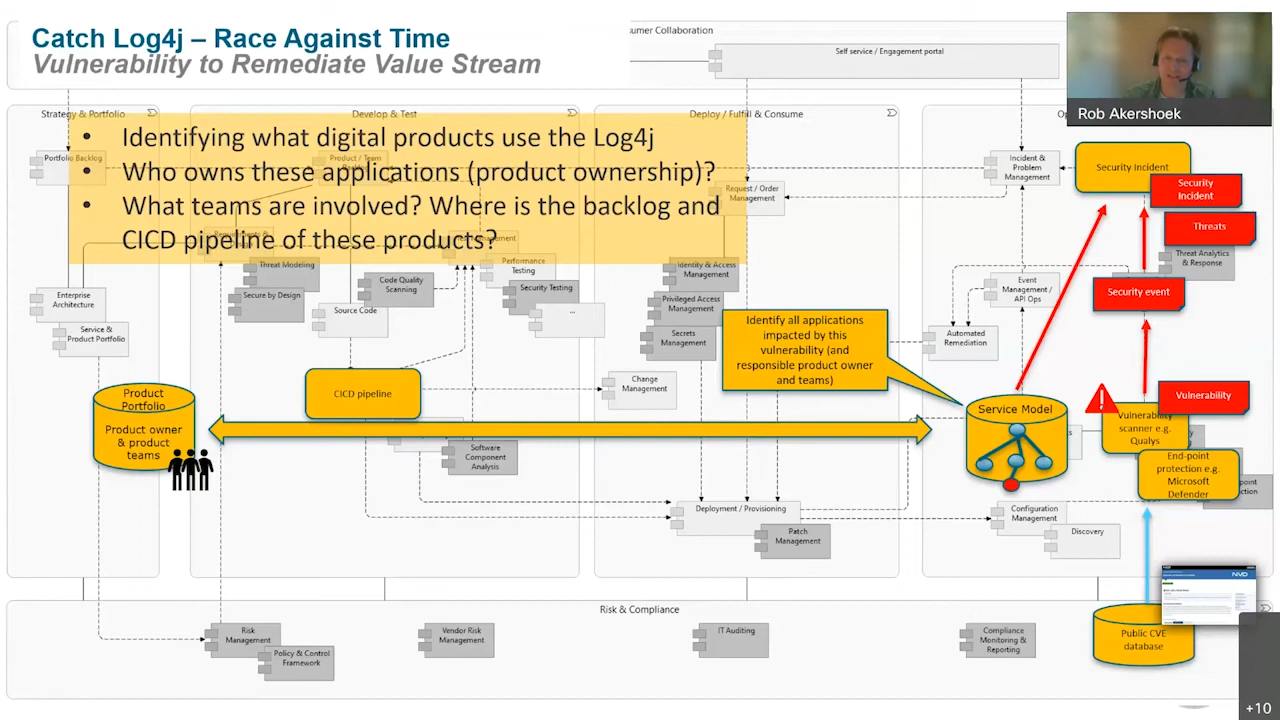 Catch Log4j – Race Against Time
Vulnerability to Remediate Value Stream
Collaboration
Self service / Engagement portal
Rob Akershoek
Strategy & Portfolio
Develop & Test
Deploy / Fulfill & Consume
• Identifying what digital products use the Log4j
• Who owns these applications (product ownership)?
• What teams are involved? Where is the backlog and
CICD pipeline of these products?
Portfolio Backlog
Product / Team
Request / Order
Management
Incident &
Problem
Management
Security Incident
Security
Incident
Threats
Threat Analytics
& Response
Security event
Threat Modeling
Secure by Design
Code Quality
Scanning
Performance
Testing
Security Testing
...
Source Code
Identity & Access
Management
Privileged Access
Management
Secrets
Management
Event
Management /
API Ops
Automated
Remediation
Enterprise
Architecture
Service &
Product Portfolio
Identify all applications
impacted by this
vulnerability (and
responsible product owner
and teams)
CICD pipeline
Change
Management
Product
Portfolio
Product owner
& product
teams
Service Model
Vulnerability
Vulnerability
scanner e.g.
Qualys
End-point
protection e.g.
Microsoft
Defender
Software
Component
Analysis
Deployment / Provisioning
Patch
Management
Configuration
Management
Discovery
NVD
Public CVE
database
Risk & Compliance
Risk
Management
Policy & Control
Framework
Vendor Risk
Management
IT Auditing
Compliance
Monitoring &
Reporting
+10